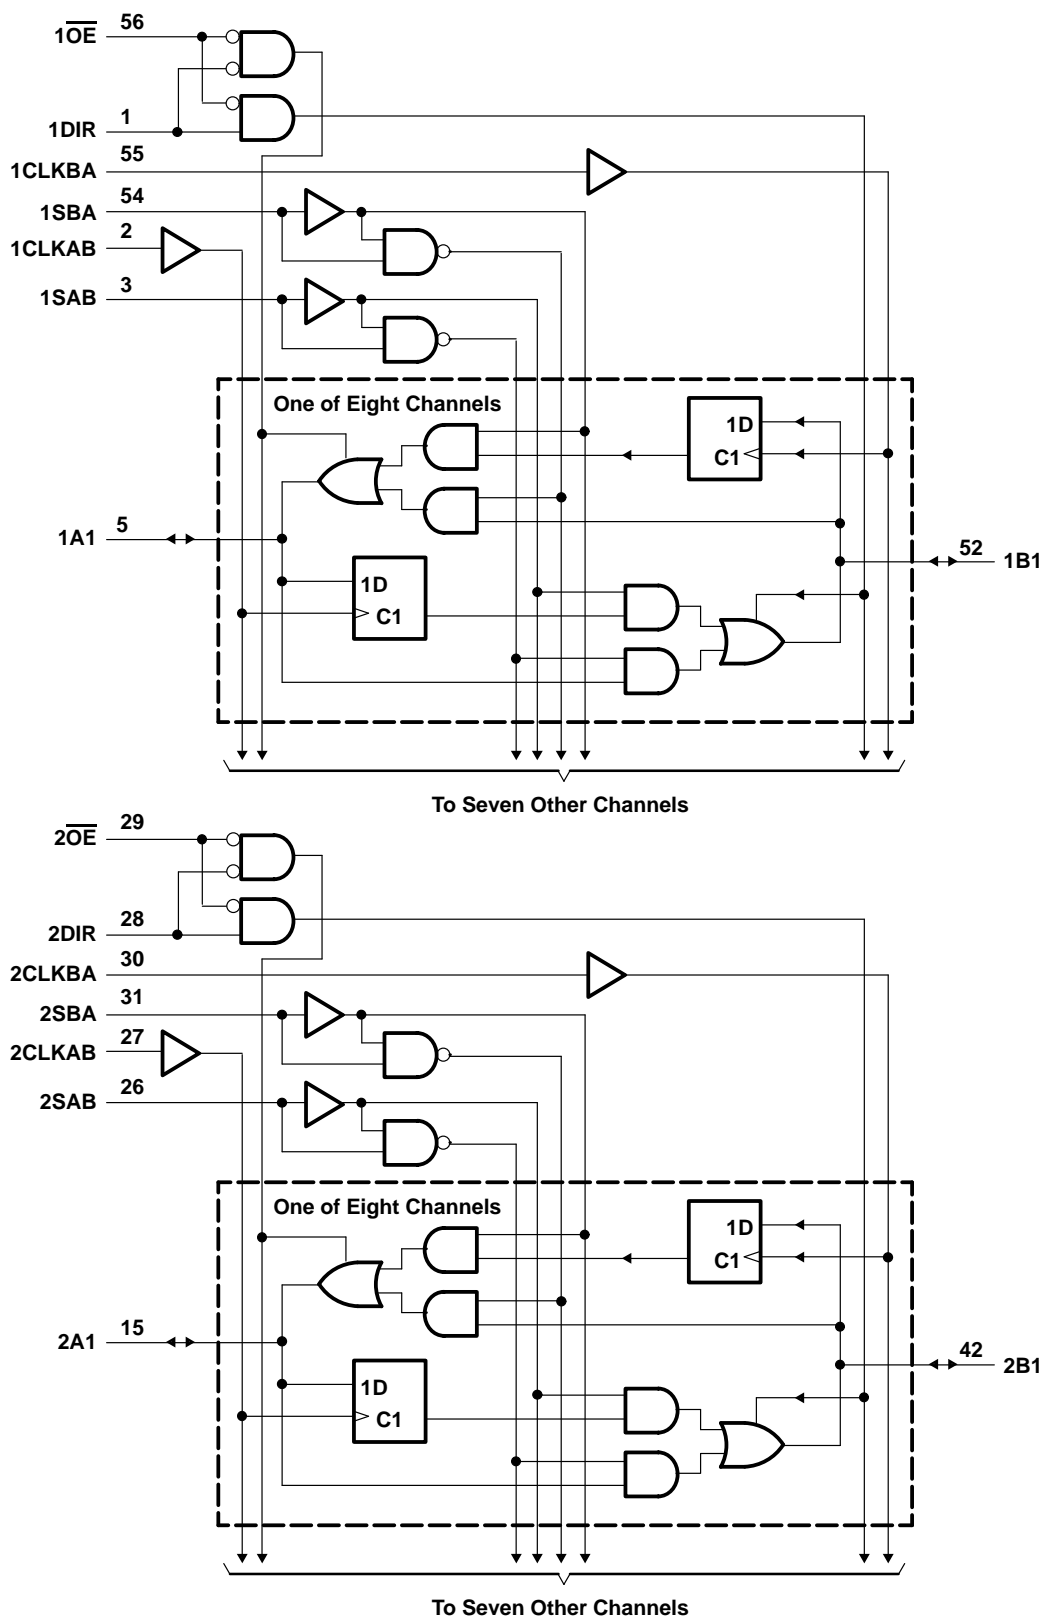 1O̅E̅ 56
1DIR 1
1CLKBA 55
1SBA 54
1CLKAB 2
1SAB 3
One of Eight Channels
1D
C1
1A1 5
52 1B1
1D
C1
To Seven Other Channels
2O̅E̅ 29
2DIR 28
2CLKBA 30
2SBA 31
2CLKAB 27
2SAB 26
One of Eight Channels
1D
C1
2A1 15
42 2B1
1D
C1
To Seven Other Channels